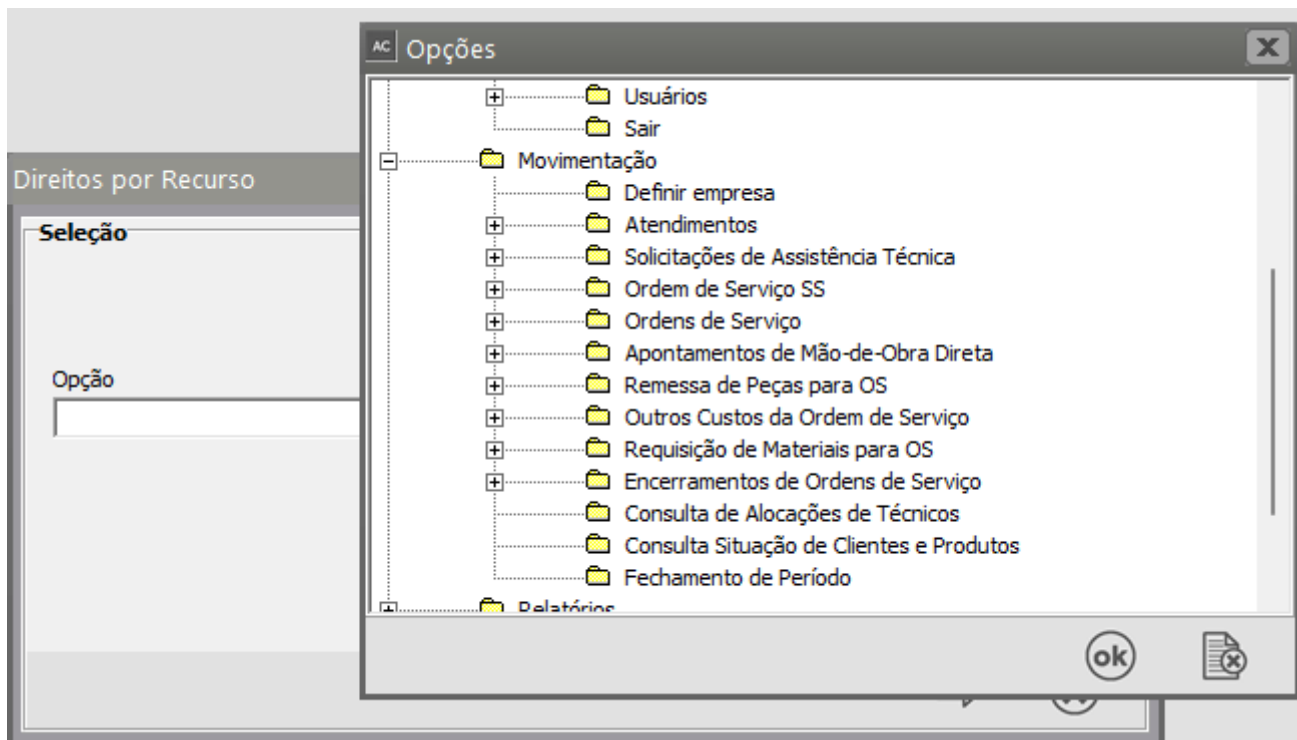 AC Opções
Usuários
Sair
Movimentação
Definir empresa
Atendimentos
Solicitações de Assistência Técnica
Ordem de Serviço SS
Ordens de Serviço
Apontamentos de Mão-de-Obra Direta
Remessa de Peças para OS
Outros Custos da Ordem de Serviço
Requisição de Materiais para OS
Encerramentos de Ordens de Serviço
Consulta de Alocações de Técnicos
Consulta Situação de Clientes e Produtos
Fechamento de Período
Relatórios
ok
Direitos por Recurso
Seleção
Opção